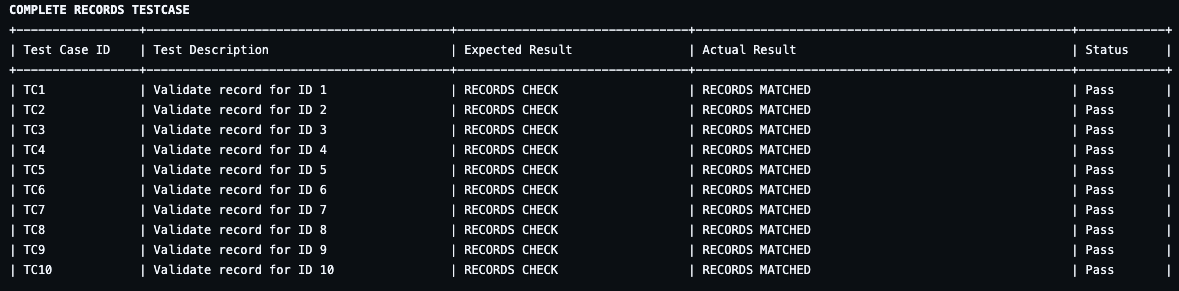 COMPLETE RECORDS TESTCASE
| Test Case ID | Test Description | Expected Result | Actual Result | Status |
| TC1 | Validate record for ID 1 | RECORDS CHECK | RECORDS MATCHED | Pass |
| TC2 | Validate record for ID 2 | RECORDS CHECK | RECORDS MATCHED | Pass |
| TC3 | Validate record for ID 3 | RECORDS CHECK | RECORDS MATCHED | Pass |
| TC4 | Validate record for ID 4 | RECORDS CHECK | RECORDS MATCHED | Pass |
| TC5 | Validate record for ID 5 | RECORDS CHECK | RECORDS MATCHED | Pass |
| TC6 | Validate record for ID 6 | RECORDS CHECK | RECORDS MATCHED | Pass |
| TC7 | Validate record for ID 7 | RECORDS CHECK | RECORDS MATCHED | Pass |
| TC8 | Validate record for ID 8 | RECORDS CHECK | RECORDS MATCHED | Pass |
| TC9 | Validate record for ID 9 | RECORDS CHECK | RECORDS MATCHED | Pass |
| TC10 | Validate record for ID 10 | RECORDS CHECK | RECORDS MATCHED | Pass |